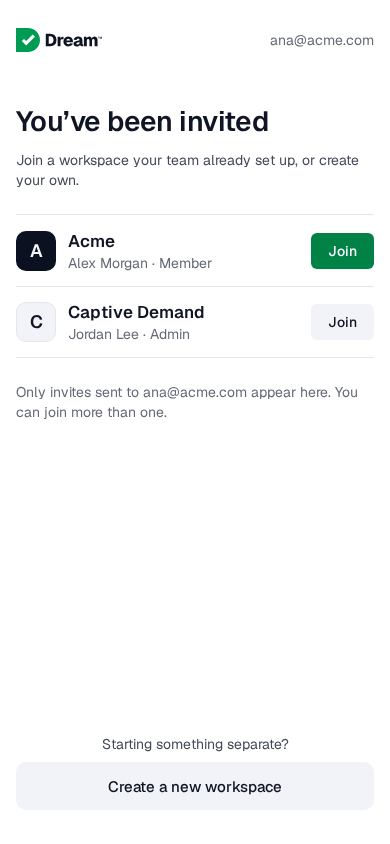 Dream™
ana@acme.com
You’ve been invited
Join a workspace your team already set up, or create
your own.
A
Acme
Alex Morgan · Member
Join
C
Captive Demand
Jordan Lee · Admin
Join
Only invites sent to ana@acme.com appear here. You
can join more than one.
Starting something separate?
Create a new workspace